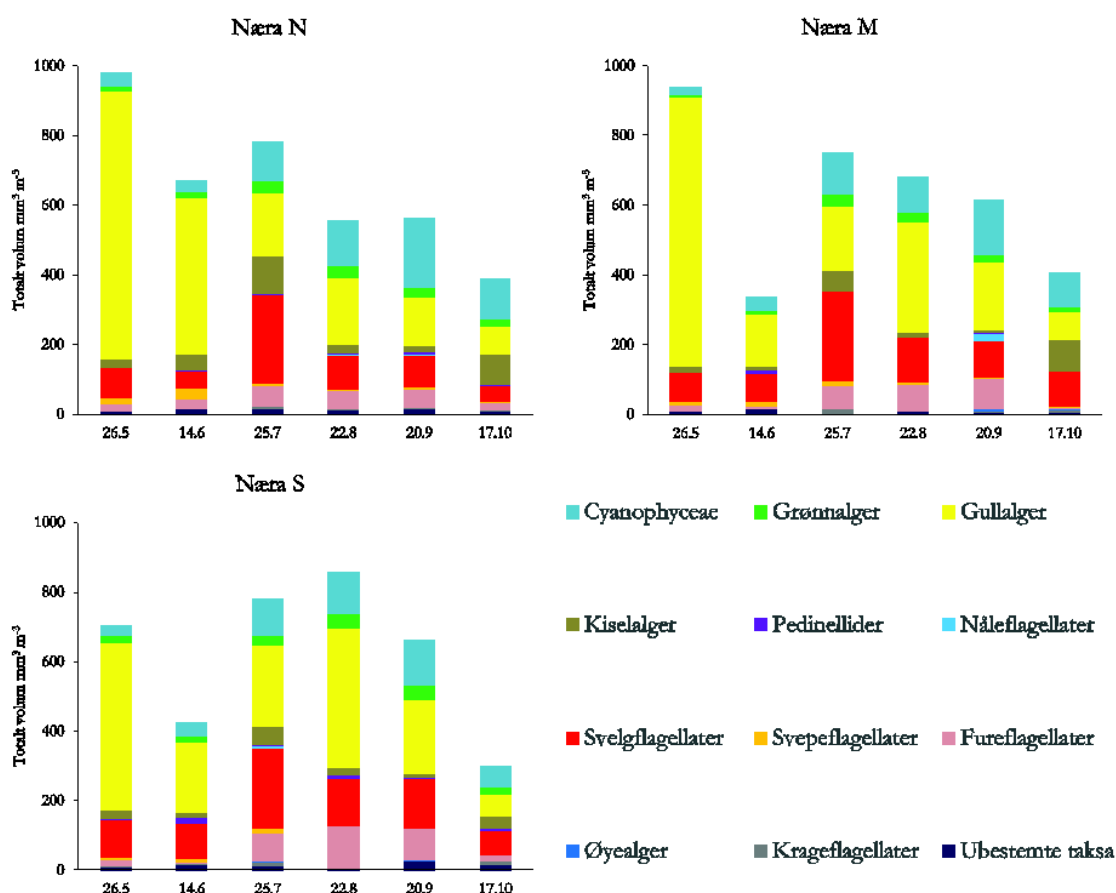 Næra N
Totalt volum mm³ m⁻³
1000
800
600
400
200
0
26.5 14.6 25.7 22.8 20.9 17.10
Næra M
Totalt volum mm³ m⁻³
1000
800
600
400
200
0
26.5 14.6 25.7 22.8 20.9 17.10
Næra S
Totalt volum mm³ m⁻³
1000
800
600
400
200
0
26.5 14.6 25.7 22.8 20.9 17.10
Cyanophyceae Grønnalger Gullalger
Kiselalger Pedinellider Nåleflagellater
Svelgflagellater Svepeflagellater Fureflagellater
Øyealger Krageflagellater Ubestemte taksa